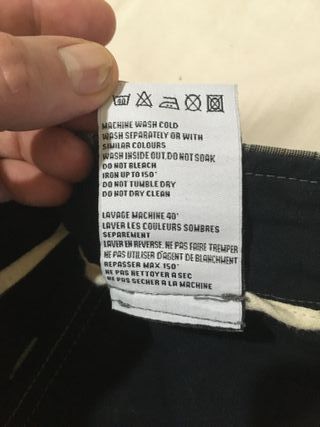 40
MACHINE WASH COLD
WASH SEPARATELY OR WITH
SIMILAR COLOURS
WASH INSIDE OUT.DO NOT SOAK
DO NOT BLEACH
IRON UP TO 150°
DO NOT TUMBLE DRY
DO NOT DRY CLEAN
LAVAGE MACHINE 40°
LAVER LES COULEURS SOMBRES
SEPAREMENT
LAVER EN REVERSE. NE PAS FAIRE TREMPER
NE PAS UTILISER D'AGENT DE BLANCHIMENT
REPASSER MAX 150°
NE PAS NETTOYER A SEC
NE PAS SECHER A LA MACHINE